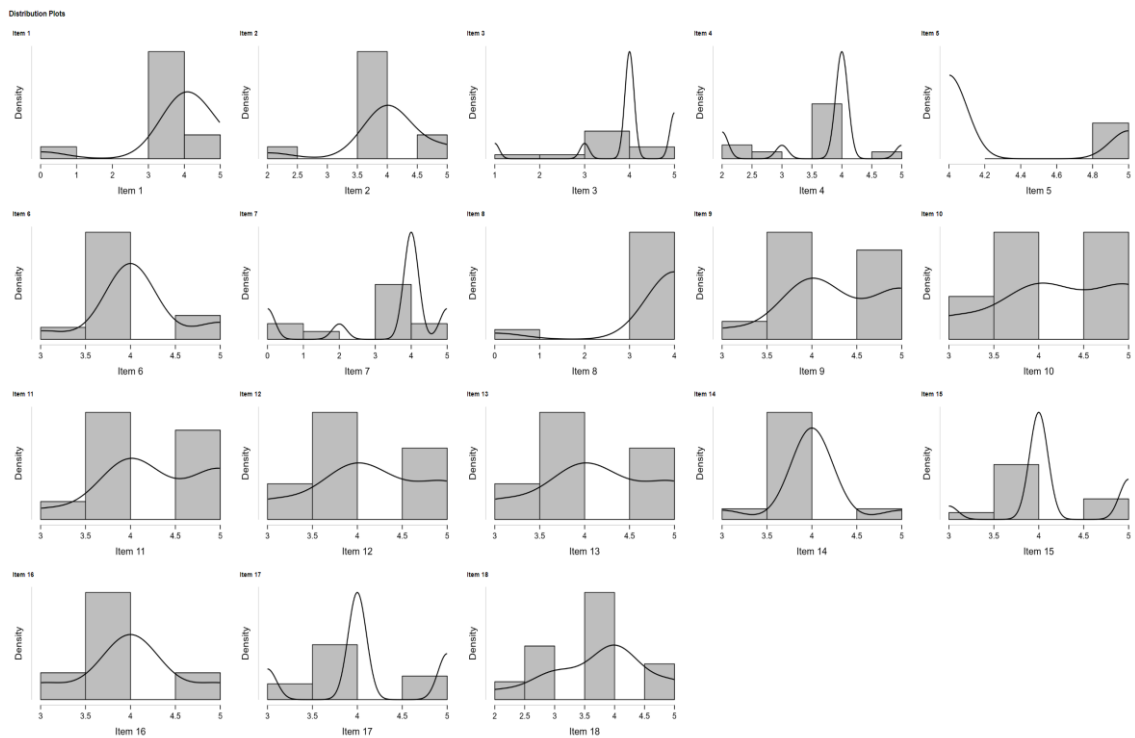 Distribution Plots
Item 1
Item 2
Item 3
Item 4
Item 5
Density
Density
Density
Density
Density
0 1 2 3 4 5
2 2.5 3 3.5 4 4.5 5
1 2 3 4 5
2 2.5 3 3.5 4 4.5 5
4 4.2 4.4 4.6 4.8 5
Item 1
Item 2
Item 3
Item 4
Item 5
Item 6
Item 7
Item 8
Item 9
Item 10
Density
Density
Density
Density
Density
3 3.5 4 4.5 5
0 1 2 3 4 5
0 1 2 3 4
3 3.5 4 4.5 5
3 3.5 4 4.5 5
Item 6
Item 7
Item 8
Item 9
Item 10
Item 11
Item 12
Item 13
Item 14
Item 15
Density
Density
Density
Density
Density
3 3.5 4 4.5 5
3 3.5 4 4.5 5
3 3.5 4 4.5 5
3 3.5 4 4.5 5
3 3.5 4 4.5 5
Item 11
Item 12
Item 13
Item 14
Item 15
Item 16
Item 17
Item 18
Density
Density
Density
3 3.5 4 4.5 5
3 3.5 4 4.5 5
2 2.5 3 3.5 4 4.5 5
Item 16
Item 17
Item 18